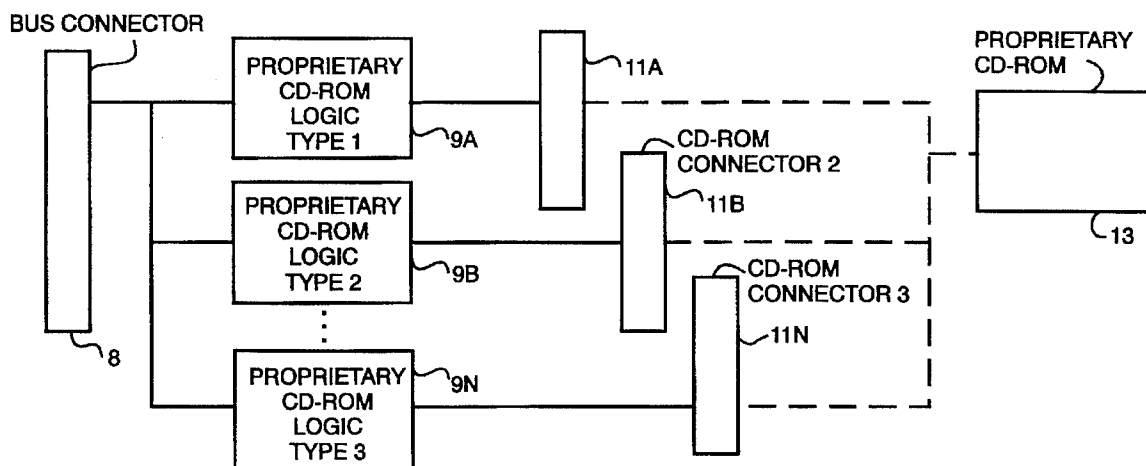 BUS CONNECTOR
8
PROPRIETARY
CD-ROM
LOGIC
TYPE 1
9A
11A
PROPRIETARY
CD-ROM
13
PROPRIETARY
CD-ROM
LOGIC
TYPE 2
9B
CD-ROM
CONNECTOR 2
11B
CD-ROM
CONNECTOR 3
11N
PROPRIETARY
CD-ROM
LOGIC
TYPE 3
9N